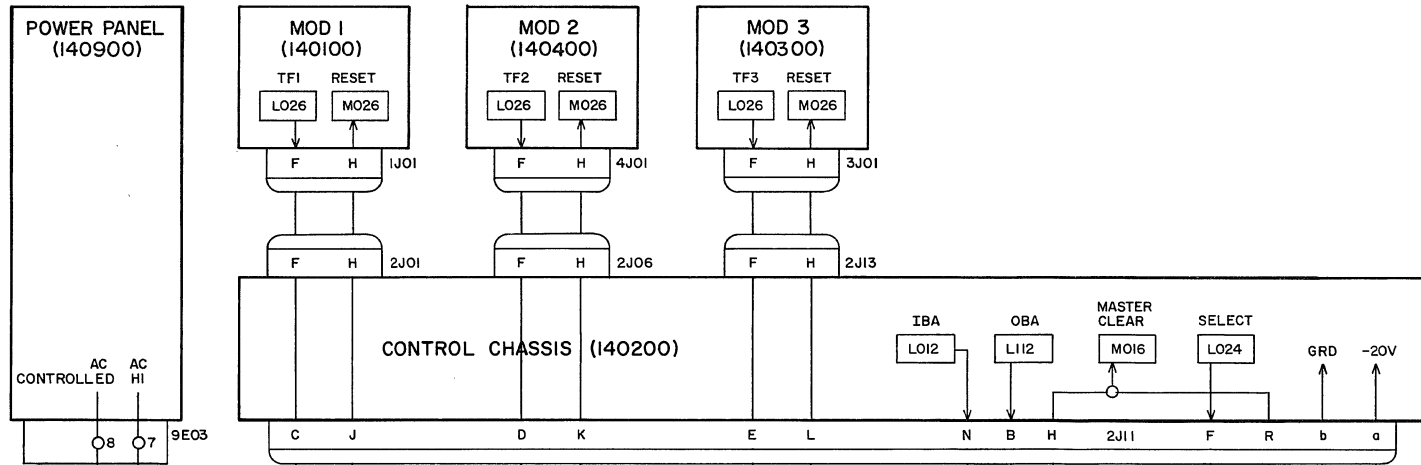 POWER PANEL
(140900)
MOD 1
(140100)
MOD 2
(140400)
MOD 3
(140300)
TF1 RESET
TF2 RESET
TF3 RESET
L026 M026
L026 M026
L026 M026
F H 1J01
F H 4J01
F H 3J01
F H 2J01
F H 2J06
F H 2J13
CONTROL CHASSIS (140200)
IBA
L012
OBA
L112
MASTER
CLEAR
M016
SELECT
L024
GRD
-20V
AC
CONTROLLED
AC
HI
8 7 9E03
C J D K E L N B H 2J11 F R b a